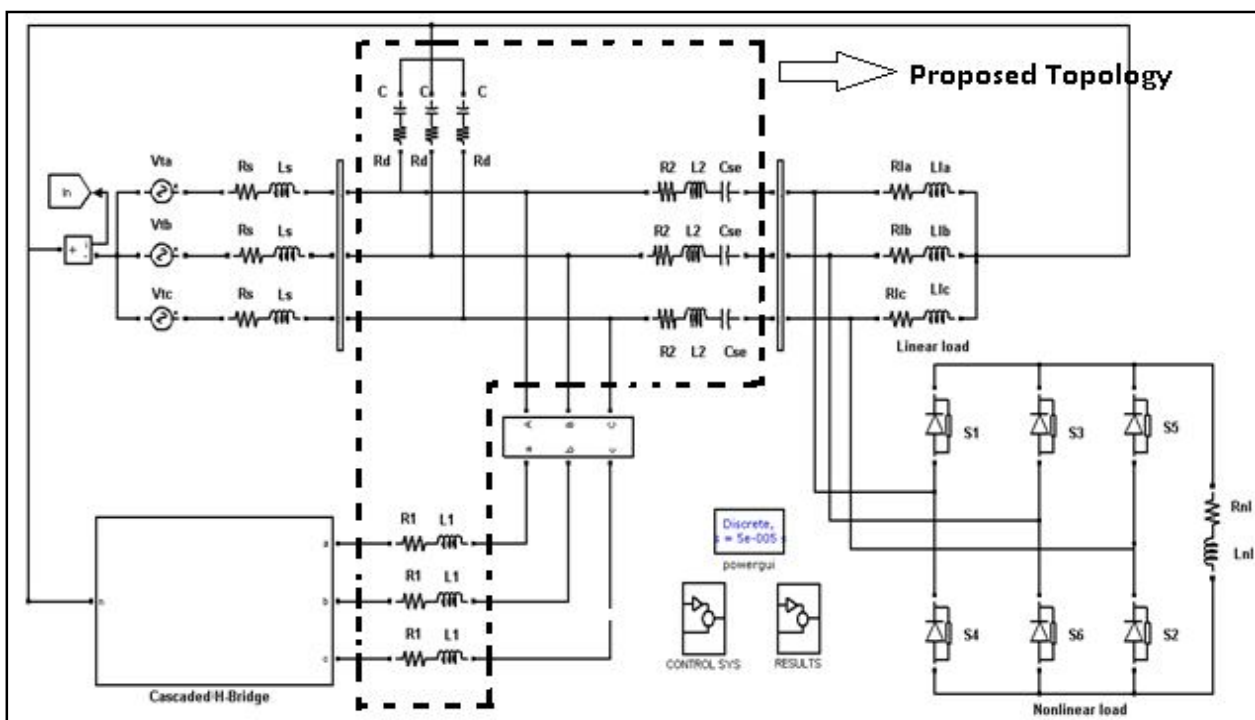 Proposed Topology
C C C
Rd Rd Rd
Vta Rs Ls
R2 L2 Cse
Rla Lla
In
Vtb Rs Ls
R2 L2 Cse
Rlb Llb
+ -
Vtc Rs Ls
Rlc Llc
R2 L2 Cse
Linear load
A B C
a b c
S1 S3 S5
Rnl
Lnl
Discrete,
s = 5e-005 s
powergui
R1 L1
a
R1 L1
n b
R1 L1
c
S4 S6 S2
CONTROL SYS RESULTS
Cascaded H-Bridge
Nonlinear load